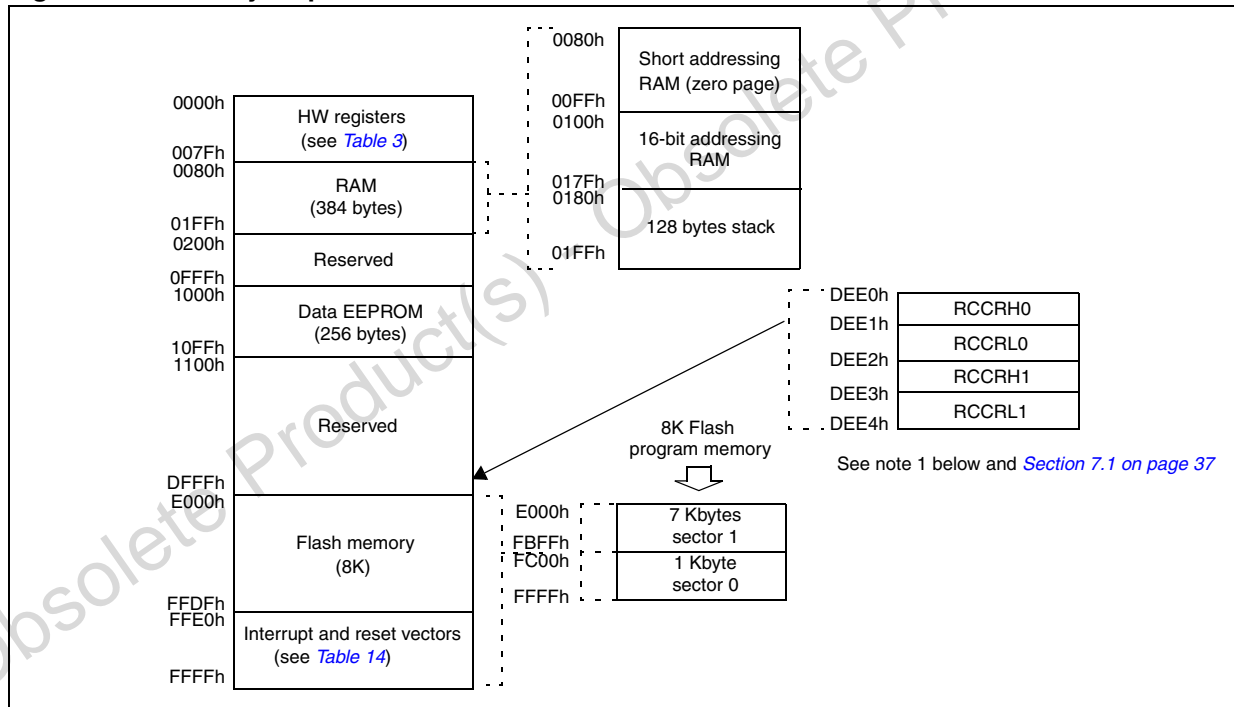 0000h
HW registers
(see Table 3)
007Fh
0080h
RAM
(384 bytes)
01FFh
0200h
Reserved
0FFFh
1000h
Data EEPROM
(256 bytes)
10FFh
1100h
Reserved
DFFFh
E000h
Flash memory
(8K)
FFDFh
FFE0h
Interrupt and reset vectors
(see Table 14)
FFFFh
0080h
Short addressing
RAM (zero page)
00FFh
0100h
16-bit addressing
RAM
017Fh
0180h
128 bytes stack
01FFh
DEE0h
RCCRH0
DEE1h
RCCRL0
DEE2h
RCCRH1
DEE3h
RCCRL1
DEE4h
See note 1 below and Section 7.1 on page 37
8K Flash
program memory
E000h
7 Kbytes
sector 1
FBFFh
FC00h
1 Kbyte
sector 0
FFFFh
Obsolete Product(s) - Obsolete Pr